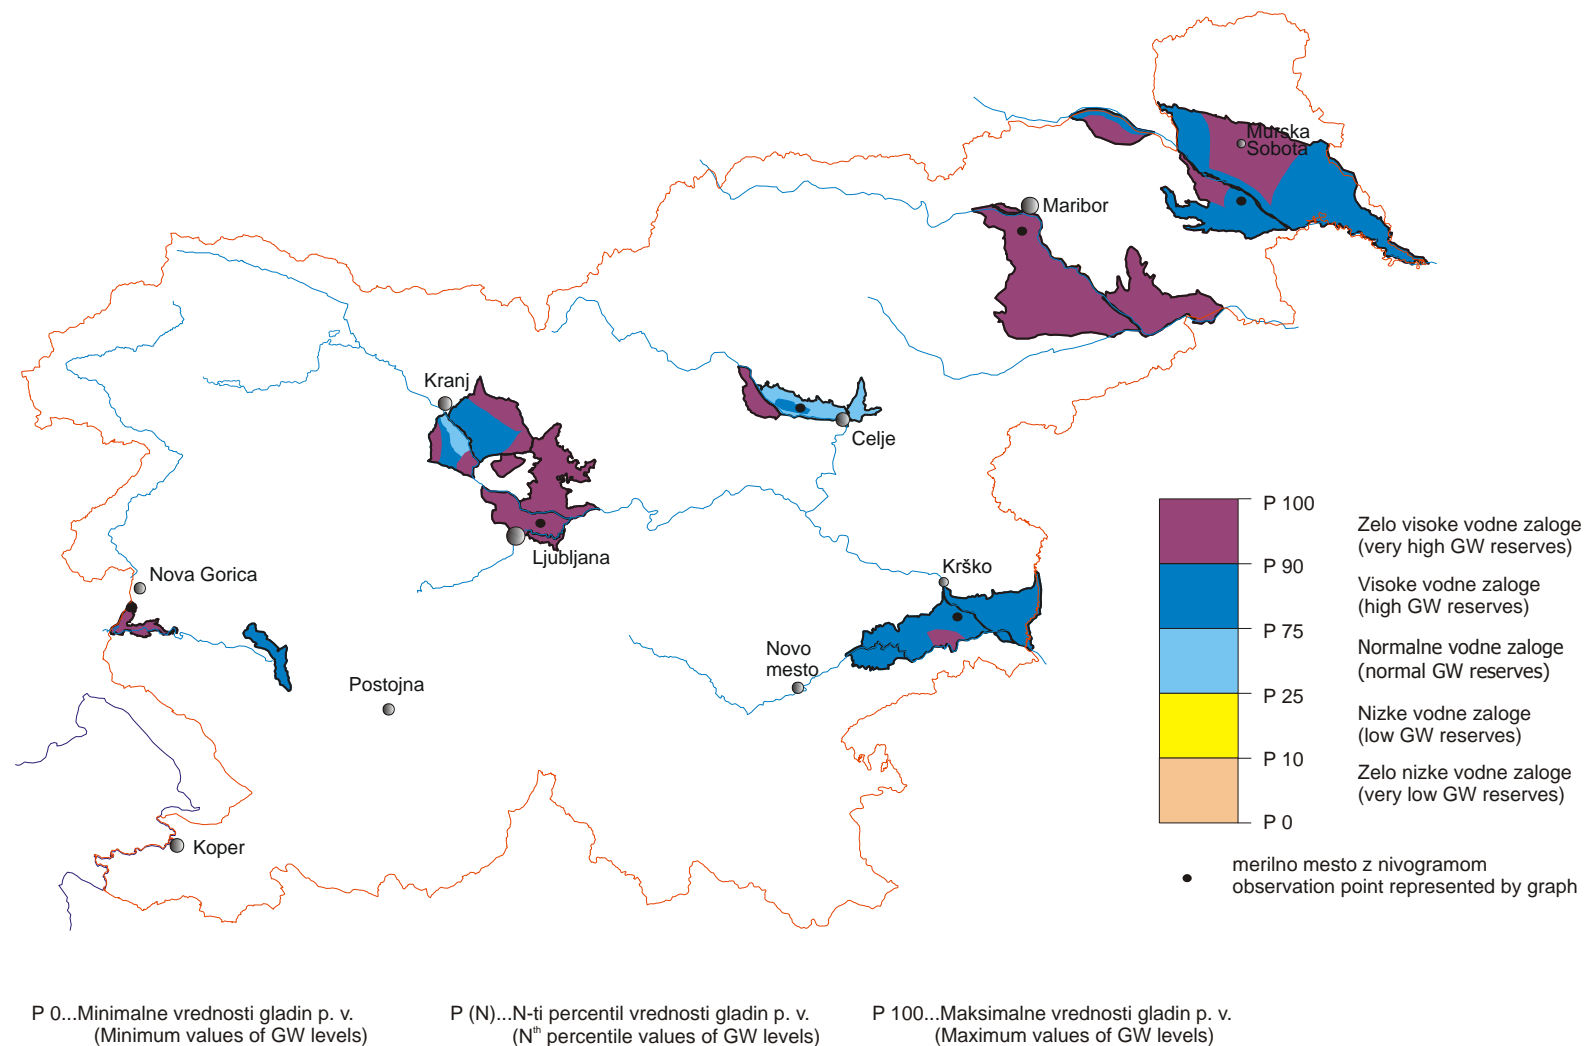 Murska
Sobota
Maribor
Kranj
Celje
Ljubljana
Nova Gorica
Krško
Novo
mesto
Postojna
Koper
P 100
Zelo visoke vodne zaloge
(very high GW reserves)
P 90
Visoke vodne zaloge
(high GW reserves)
P 75
Normalne vodne zaloge
(normal GW reserves)
P 25
Nizke vodne zaloge
(low GW reserves)
P 10
Zelo nizke vodne zaloge
(very low GW reserves)
P 0
merilno mesto z nivogramom
observation point represented by graph
P 0...Minimalne vrednosti gladin p. v.
(Minimum values of GW levels)
P (N)...N-ti percentil vrednosti gladin p. v.
(Nth percentile values of GW levels)
P 100...Maksimalne vrednosti gladin p. v.
(Maximum values of GW levels)